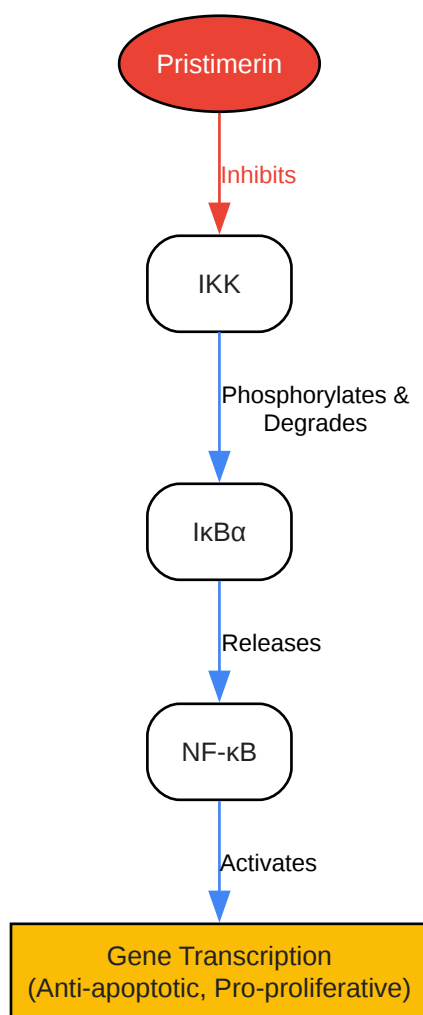 Pristimerin
Inhibits
IKK
Phosphorylates &
Degrades
IκBα
Releases
NF-κB
Activates
Gene Transcription
(Anti-apoptotic, Pro-proliferative)